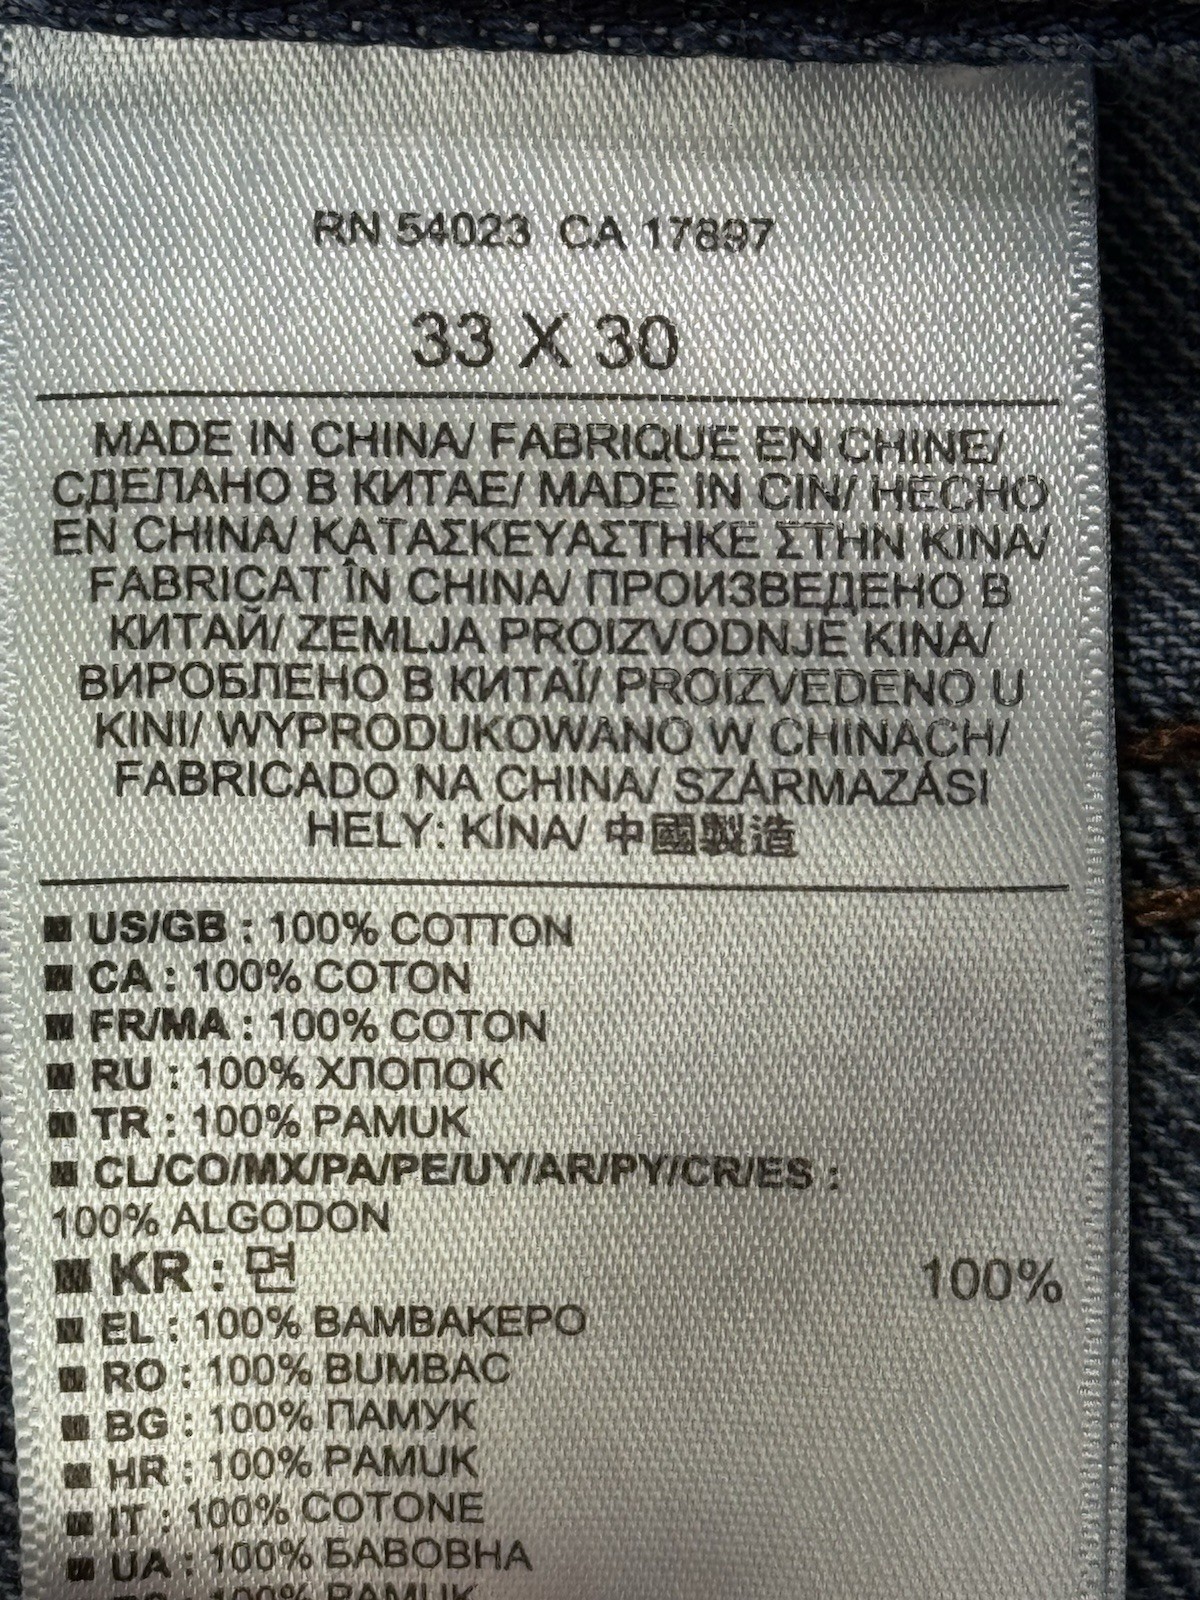 RN 54023 CA 17897
33 X 30
MADE IN CHINA/ FABRIQUE EN CHINE/
СДЕЛАНО В КИТАЕ/ MADE IN CIN/ HECHO
EN CHINA/ ΚΑΤΑΣΚΕΥΑΣΤΗΚΕ ΣΤΗΝ ΚΙΝΑ/
FABRICAT ÎN CHINA/ ПРОИЗВЕДЕНО В
КИТАЙ/ ZEMLJA PROIZVODNJE KINA/
ВИРОБЛЕНО В КИТАЇ/ PROIZVEDENO U
KINI/ WYPRODUKOWANO W CHINACH/
FABRICADO NA CHINA/ SZÁRMAZÁSI
HELY: KÍNA/ 中國製造
■ US/GB : 100% COTTON
■ CA : 100% COTON
■ FR/MA : 100% COTON
■ RU : 100% ХЛОПОК
■ TR : 100% PAMUK
■ CL/CO/MX/PA/PE/UY/AR/PY/CR/ES :
100% ALGODON
■ KR : 면 100%
■ EL : 100% ΒΑΜΒΑΚΕΡΟ
■ RO : 100% BUMBAC
■ BG : 100% ПАМУК
■ HR : 100% PAMUK
■ IT : 100% COTONE
■ UA : 100% БАВОВНА
100% PAMUK